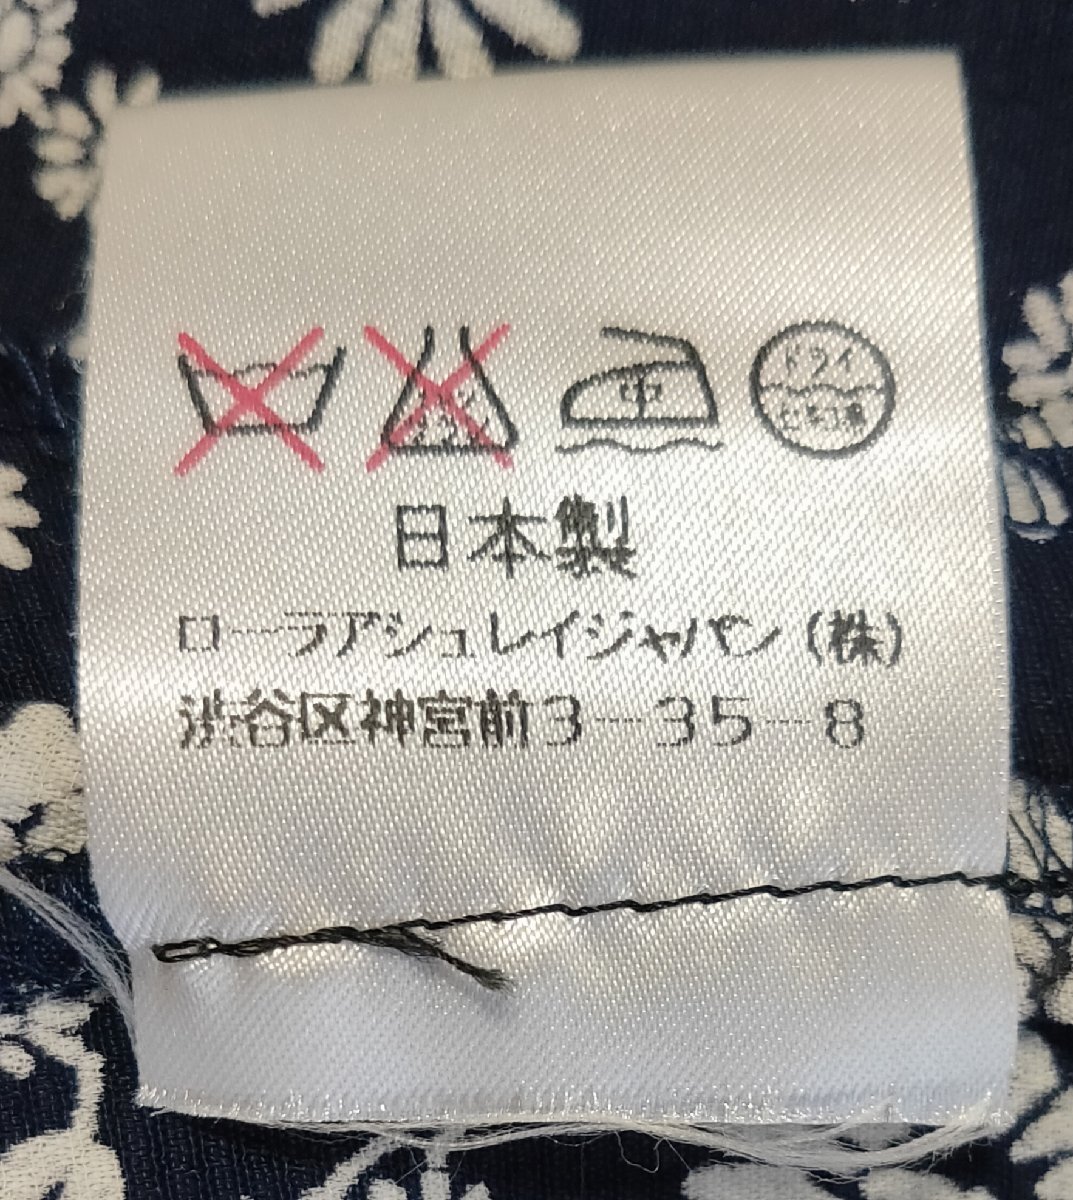 中 ドライ
セキユ系
日本製
ローラアシュレイジャパン(株)
渋谷区神宮前3-35-8